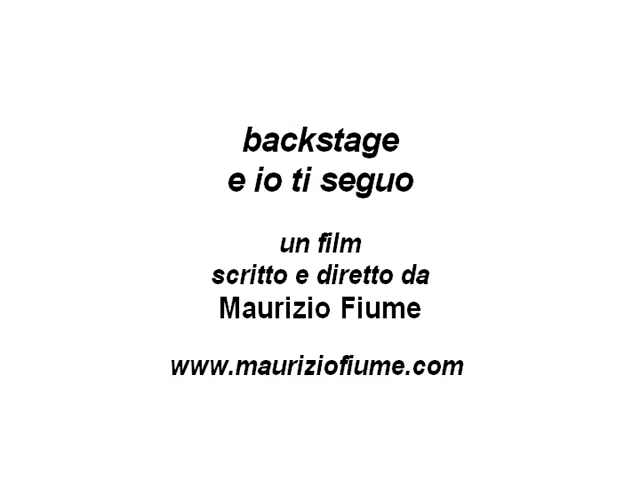 backstage
e io ti seguo
un film
scritto e diretto da
Maurizio Fiume
www.mauriziofiume.com